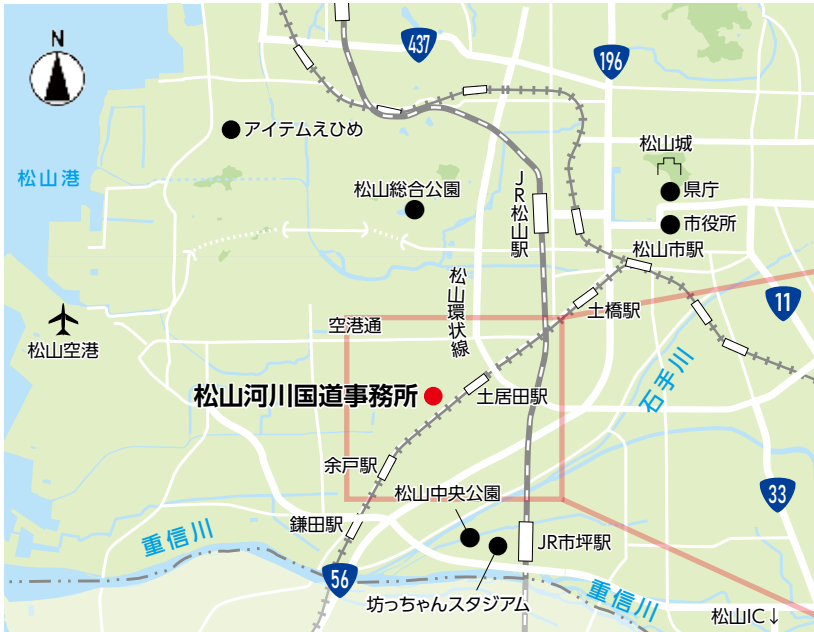 N
437
196
アイテムえひめ
松山城
松山港
松山総合公園
県庁
JR松山駅
市役所
松山市駅
松山環状線
11
土橋駅
空港通
松山空港
石手川
松山河川国道事務所
土居田駅
余戸駅
33
松山中央公園
鎌田駅
重信川
JR市坪駅
56
坊っちゃんスタジアム
重信川
松山IC↓